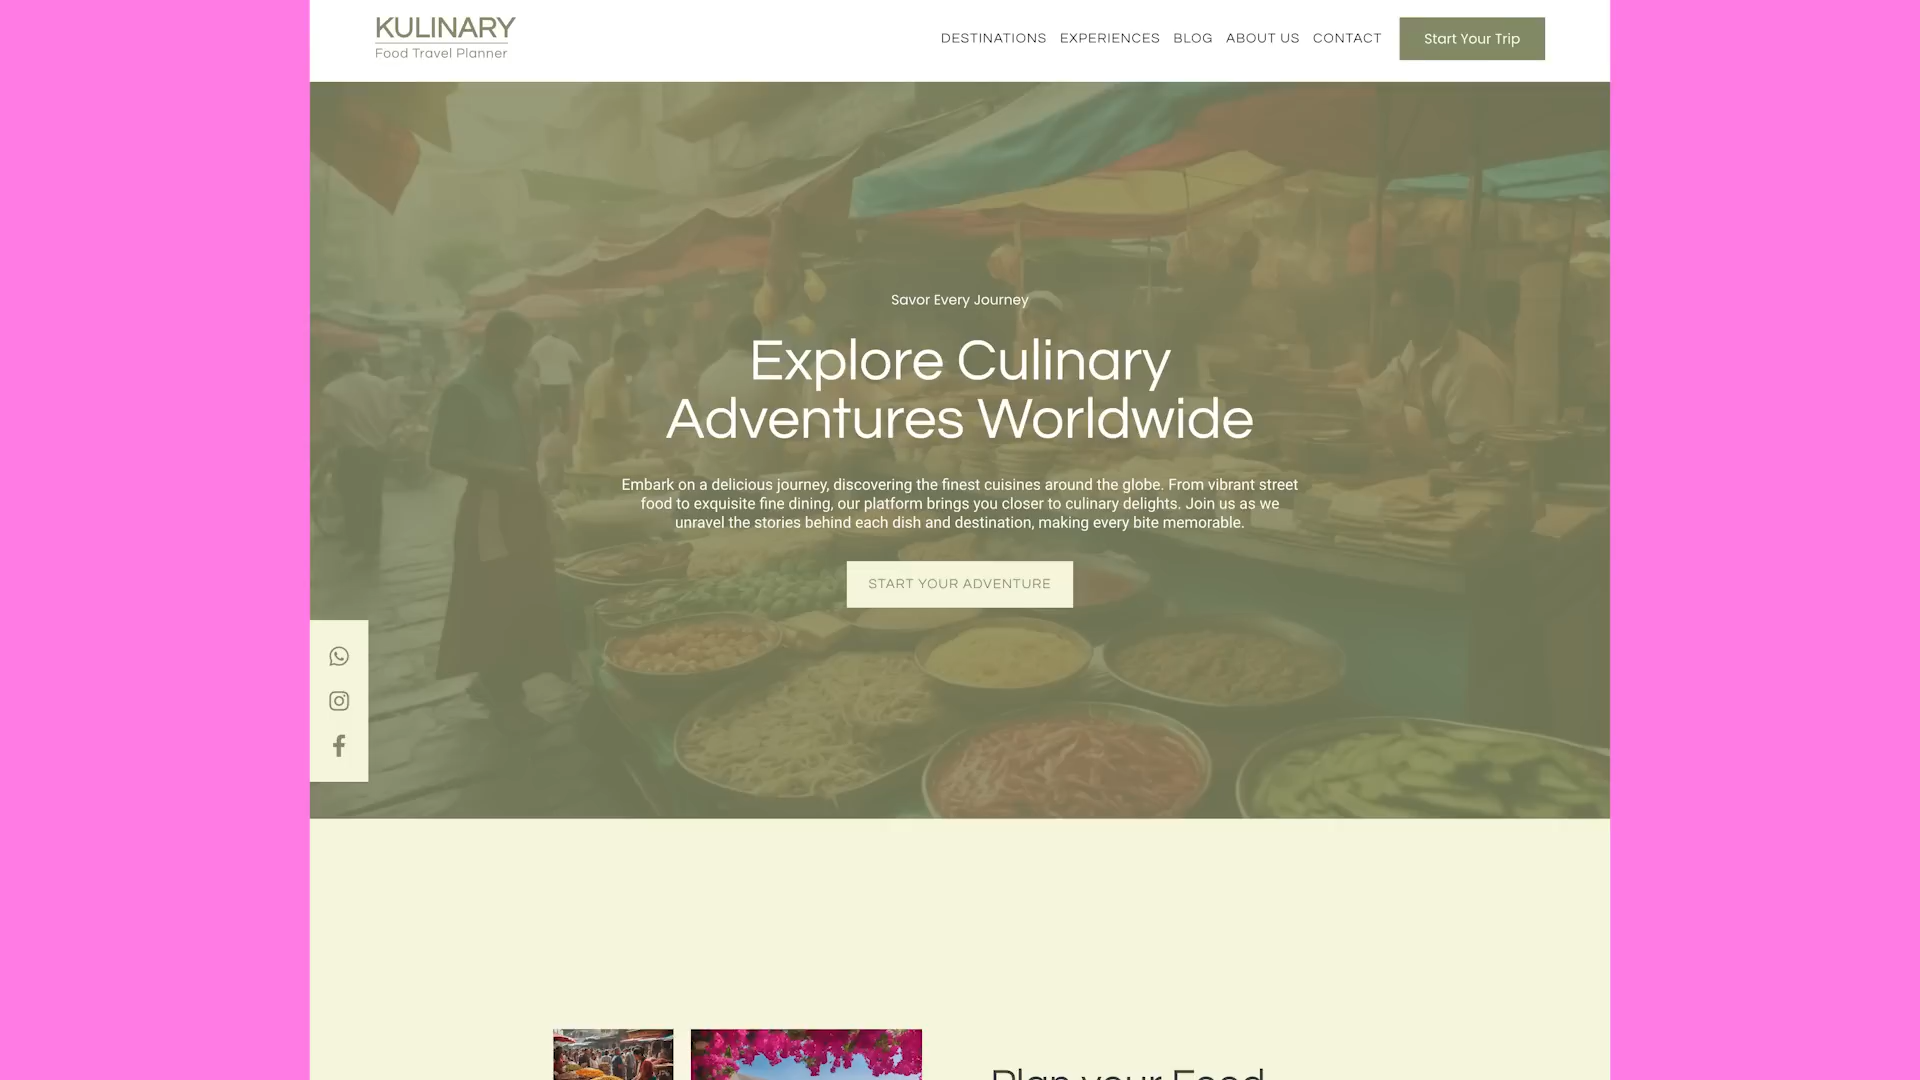 KULINARY
Food Travel Planner
DESTINATIONS EXPERIENCES BLOG ABOUT US CONTACT Start Your Trip
Savor Every Journey
Explore Culinary
Adventures Worldwide
Embark on a delicious journey, discovering the finest cuisines around the globe. From vibrant street
food to exquisite fine dining, our platform brings you closer to culinary delights. Join us as we
unravel the stories behind each dish and destination, making every bite memorable.
START YOUR ADVENTURE
Plan your Food